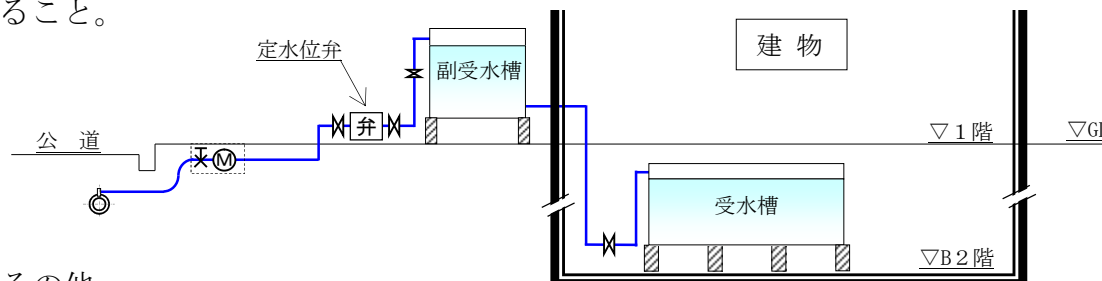 ること。
建 物
定水位弁
副受水槽
弁
公 道
▽1階
▽GL
M
受水槽
▽B2階
その他